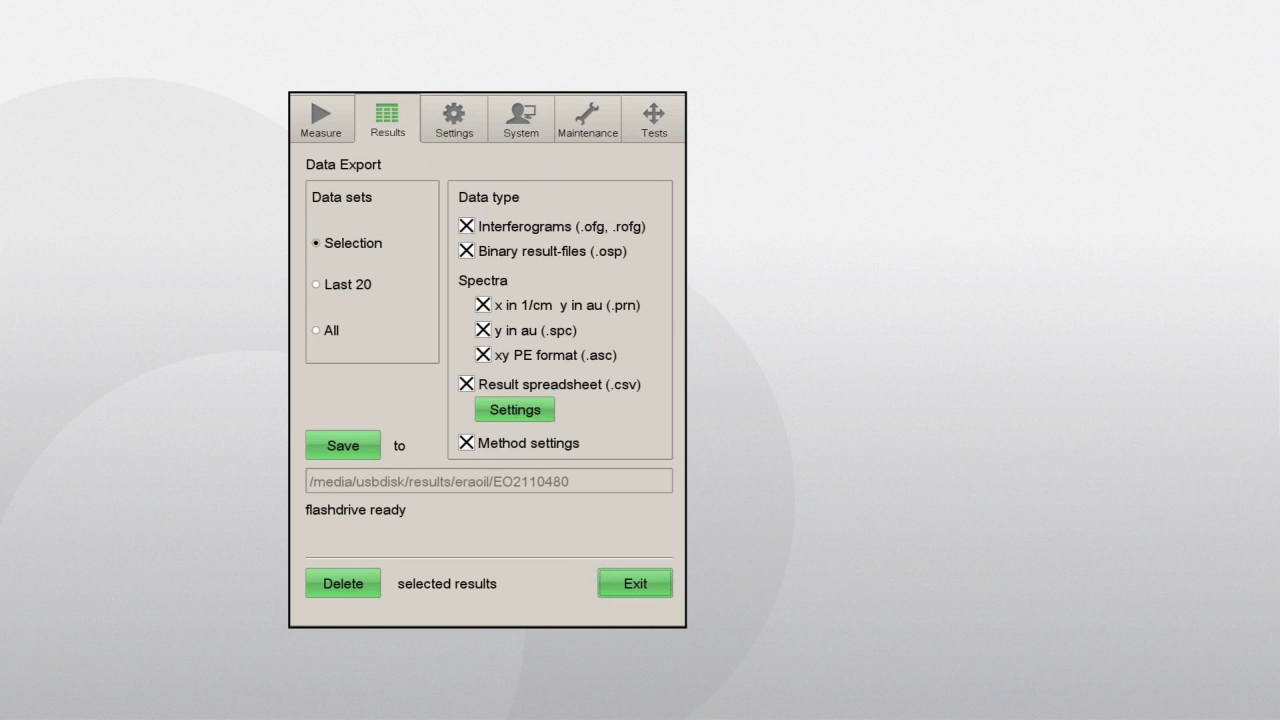 Measure Results Settings System Maintenance Tests
Data Export
Data sets
Selection
Last 20
All
Data type
Interferograms (.ofg, .rofg)
Binary result-files (.osp)
Spectra
x in 1/cm  y in au (.prn)
y in au (.spc)
xy PE format (.asc)
Result spreadsheet (.csv)
Settings
Method settings
Save to
/media/usbdisk/results/eraoil/EO2110480
flashdrive ready
Delete selected results Exit